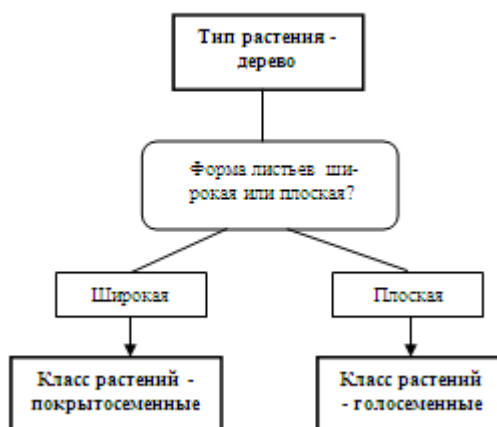 Тип растения -
дерево
Форма листьев ши-
рокая или плоская?
Широкая
Плоская
Класс растений -
покрытосеменные
Класс растений
- голосеменные